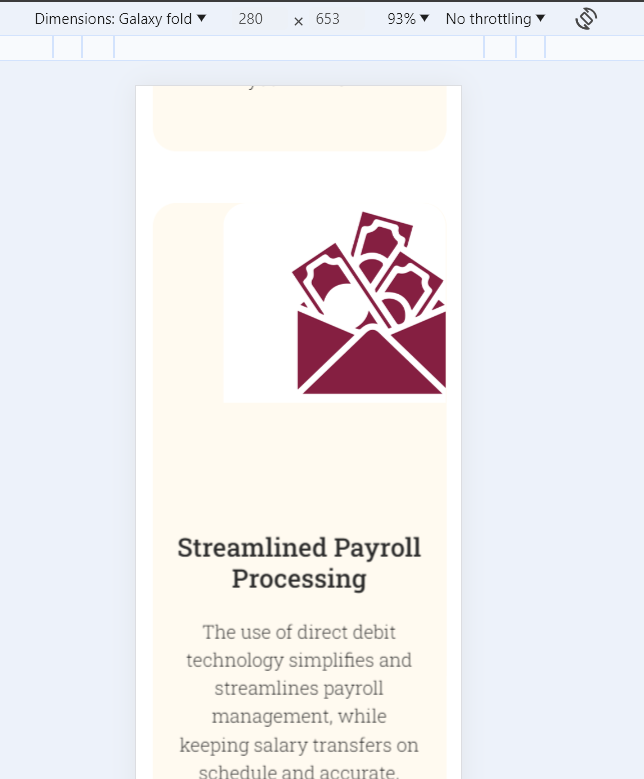 Dimensions: Galaxy fold ▼ 280 × 653 93% ▼ No throttling ▼
Streamlined Payroll
Processing
The use of direct debit
technology simplifies and
streamlines payroll
management, while
keeping salary transfers on
schedule and accurate.